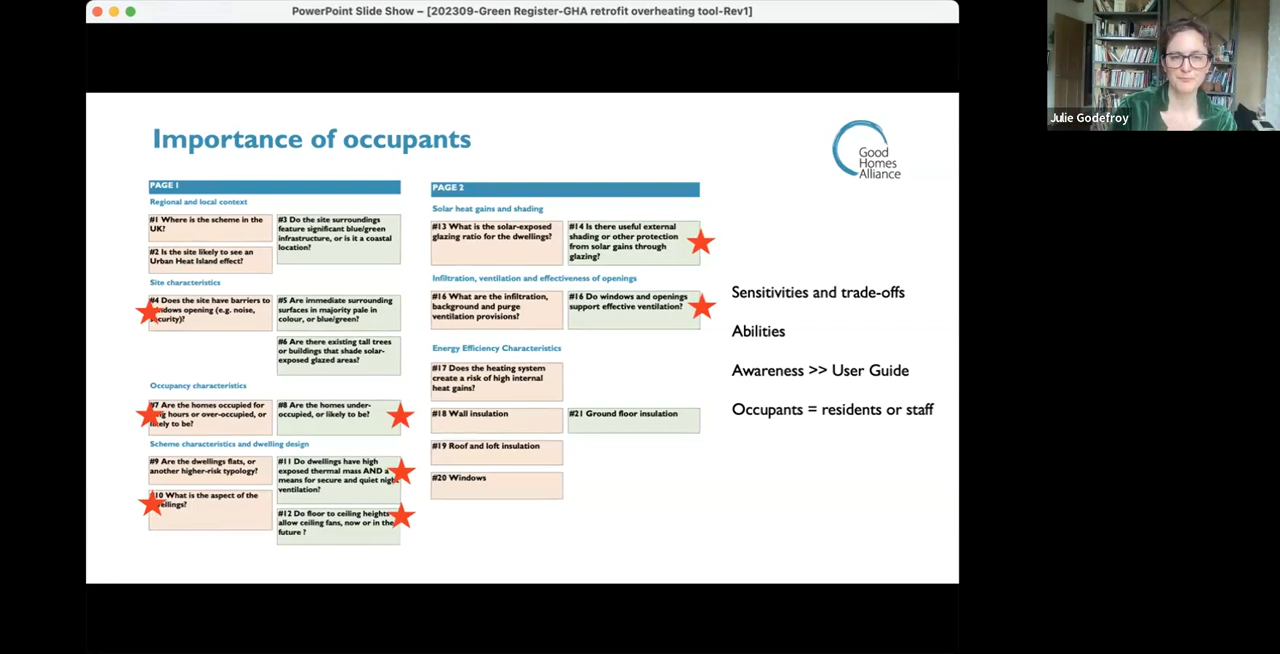 PowerPoint Slide Show – [202309-Green Register-GHA retrofit overheating tool-Rev1]
Julie Godefroy
Importance of occupants
Good
Homes
Alliance
PAGE 1
Regional and local context
#1 Where is the scheme in the
UK?
#2 Is the site likely to see an
Urban Heat Island effect?
#3 Do the site surroundings
feature significant blue/green
infrastructure, or is it a coastal
location?
Site characteristics
#4 Does the site have barriers to
windows opening (e.g. noise,
security)?
#5 Are immediate surrounding
surfaces in majority pale in
colour, or blue/green?
#6 Are there existing tall trees
or buildings that shade solar-
exposed glazed areas?
Occupancy characteristics
#7 Are the homes occupied for
long hours or over-occupied, or
likely to be?
#8 Are the homes under-
occupied, or likely to be?
Scheme characteristics and dwelling design
#9 Are the dwellings flats, or
another higher-risk typology?
#10 What is the aspect of the
dwellings?
#11 Do dwellings have high
exposed thermal mass AND a
means for secure and quiet night
ventilation?
#12 Do floor to ceiling heights
allow ceiling fans, now or in the
future ?
PAGE 2
Solar heat gains and shading
#13 What is the solar-exposed
glazing ratio for the dwellings?
#14 Is there useful external
shading or other protection
from solar gains through
glazing?
Infiltration, ventilation and effectiveness of openings
#16 What are the infiltration,
background and purge
ventilation provisions?
#16 Do windows and openings
support effective ventilation?
Energy Efficiency Characteristics
#17 Does the heating system
create a risk of high internal
heat gains?
#18 Wall insulation
#21 Ground floor insulation
#19 Roof and loft insulation
#20 Windows
Sensitivities and trade-offs
Abilities
Awareness >> User Guide
Occupants = residents or staff